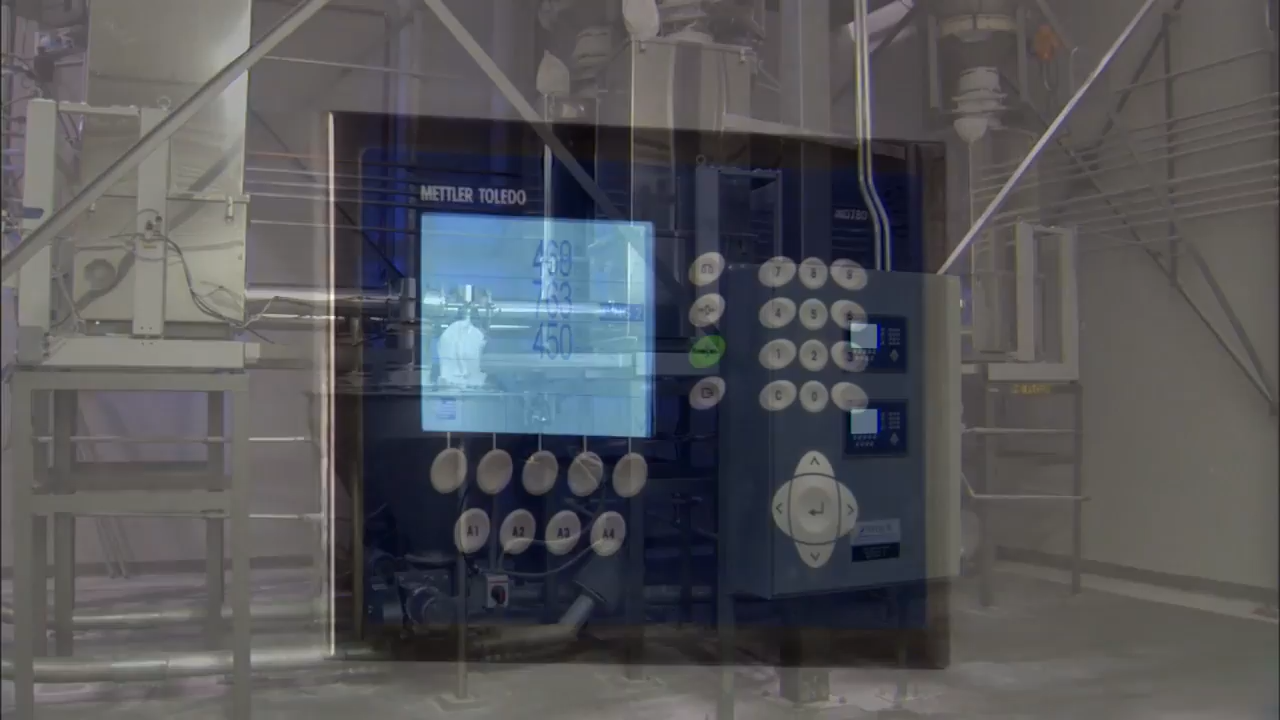 METTLER TOLEDO
IND780
468
763
450
7 8 9
4 5 6
1 2 3
C 0
A1 A2 A3 A4